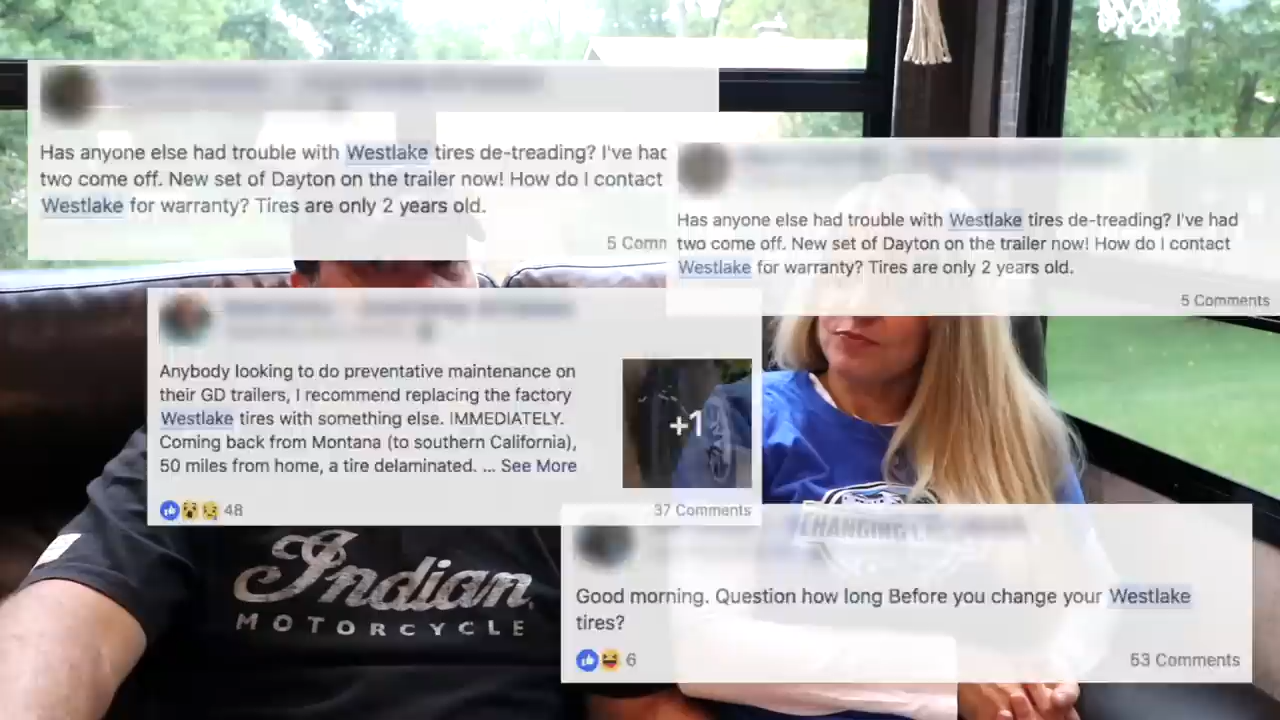 Has anyone else had trouble with Westlake tires de-treading? I've had
two come off. New set of Dayton on the trailer now! How do I contact
Westlake for warranty? Tires are only 2 years old.
5 Comm
Has anyone else had trouble with Westlake tires de-treading? I've had
two come off. New set of Dayton on the trailer now! How do I contact
Westlake for warranty? Tires are only 2 years old.
5 Comments
Anybody looking to do preventative maintenance on
their GD trailers, I recommend replacing the factory
Westlake tires with something else. IMMEDIATELY.
Coming back from Montana (to southern California),
50 miles from home, a tire delaminated. ... See More
+1
48
37 Comments
CHANGING
Good morning. Question how long Before you change your Westlake
tires?
6
53 Comments
Indian
MOTORCYCLE